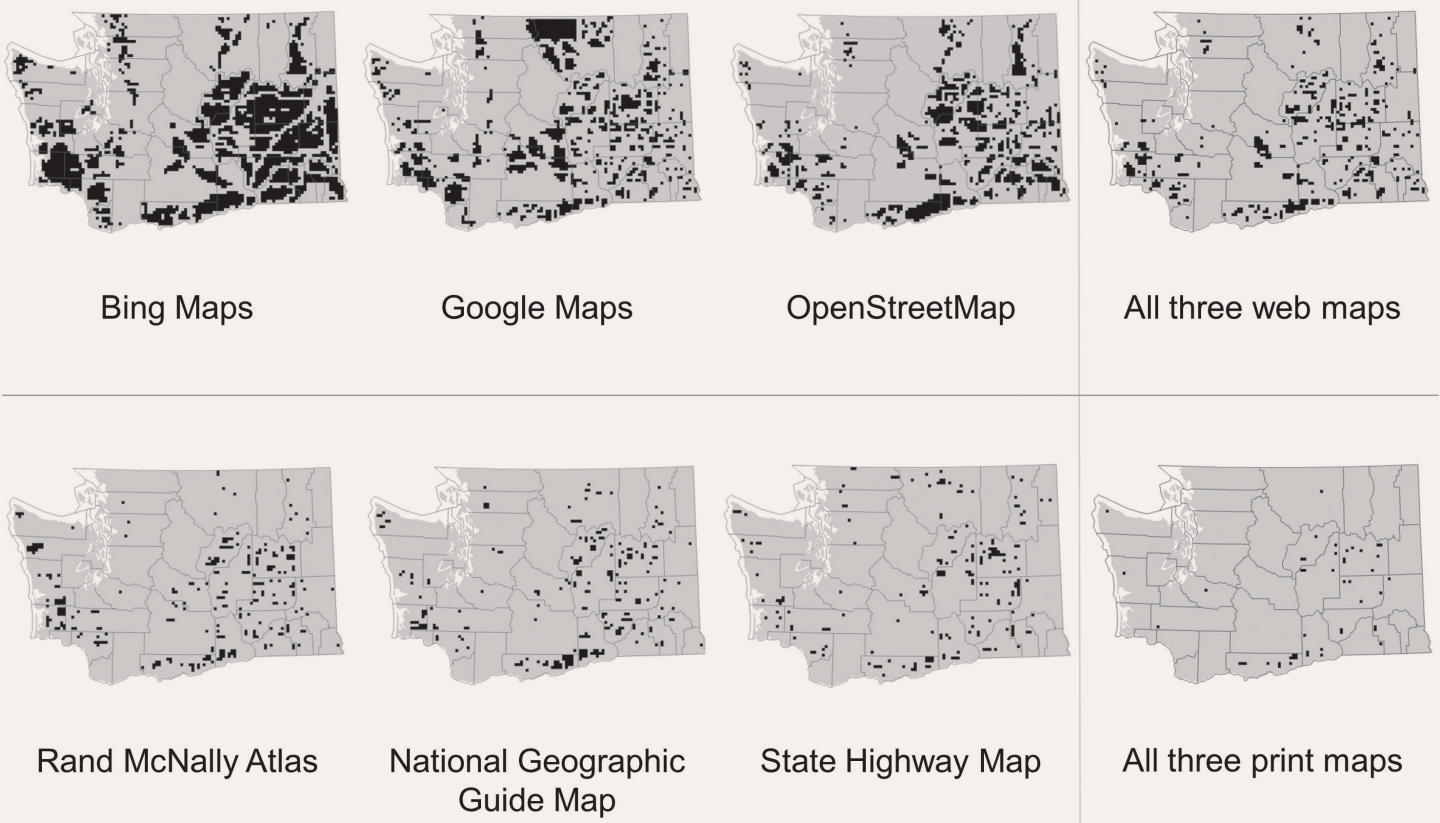 Bing Maps
Google Maps
OpenStreetMap
All three web maps
Rand McNally Atlas
National Geographic
Guide Map
State Highway Map
All three print maps